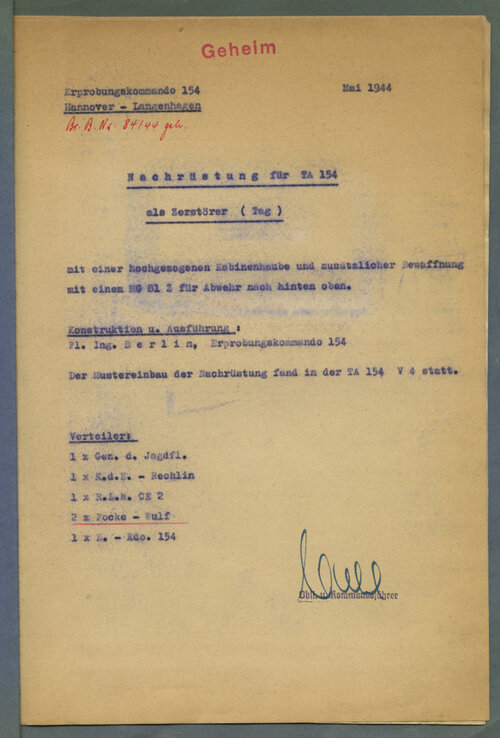 Geheim
Erprobungskommando 154
Mai 1944
Hannover - Langenhagen
Br. B. Nr. 84/44 geh.
Nachrüstung für TA 154
als Zerstörer ( Tag )
mit einer hochgezogenen Kabinenhaube und zusätzlicher Bewaffnung
mit einem MG 81 Z für Abwehr nach hinten oben.
Konstruktion u. Ausführung :
Fl. Ing. Berlin, Erprobungskommando 154
Der Mustereinbau der Nachrüstung fand in der TA 154 V 4 statt.
Verteiler:
1 x Gen. d. Jagdfl.
1 x K.d.E. - Rechlin
1 x R.L.M. CE 2
2 x Focke - Wulf
1 x E. - Kdo. 154
Oblt. u. Kommandoführer